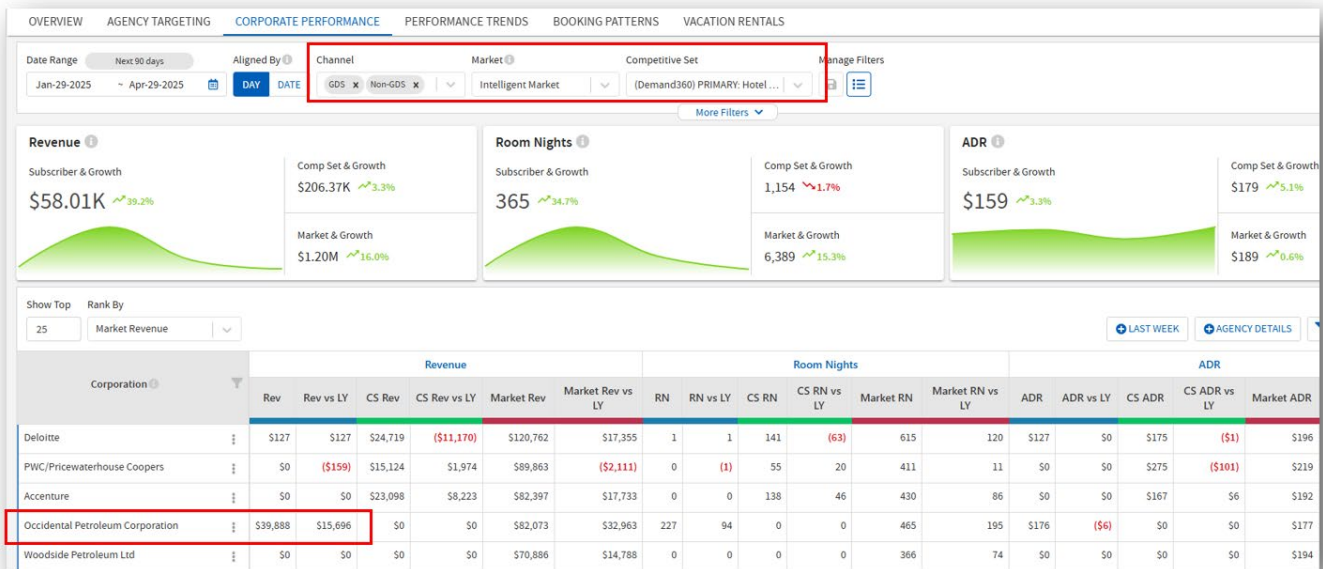 OVERVIEW AGENCY TARGETING CORPORATE PERFORMANCE PERFORMANCE TRENDS BOOKING PATTERNS VACATION RENTALS
Date Range Next 90 days Aligned By Channel Market Competitive Set Manage Filters
Jan-29-2025 ~ Apr-29-2025 DAY DATE GDS x Non-GDS x Intelligent Market (Demand360) PRIMARY: Hotel ...
More Filters
Revenue
Subscriber & Growth
$58.01K 39.2%
Comp Set & Growth
$206.37K 3.3%
Market & Growth
$1.20M 16.0%
Room Nights
Subscriber & Growth
365 34.7%
Comp Set & Growth
1,154 1.7%
Market & Growth
6,389 15.3%
ADR
Subscriber & Growth
$159 3.3%
Comp Set & Growth
$179 5.1%
Market & Growth
$189 0.6%
Show Top Rank By
25 Market Revenue LAST WEEK AGENCY DETAILS
Corporation Revenue Room Nights ADR
Rev Rev vs LY CS Rev CS Rev vs LY Market Rev Market Rev vs LY RN RN vs LY CS RN CS RN vs LY Market RN Market RN vs LY ADR ADR vs LY CS ADR CS ADR vs LY Market ADR
Deloitte $127 $127 $24,719 ($11,170) $120,762 $17,355 1 1 141 (63) 615 120 $127 $0 $175 ($1) $196
PWC/Pricewaterhouse Coopers $0 ($159) $15,124 $1,974 $89,863 ($2,111) 0 (1) 55 20 411 11 $0 $0 $275 ($101) $219
Accenture $0 $0 $23,098 $8,223 $82,397 $17,733 0 0 138 46 430 86 $0 $0 $167 $6 $192
Occidental Petroleum Corporation $39,888 $15,696 $0 $0 $82,073 $32,963 227 94 0 0 465 195 $176 ($6) $0 $0 $177
Woodside Petroleum Ltd $0 $0 $0 $0 $70,886 $14,788 0 0 0 0 366 74 $0 $0 $0 $0 $194